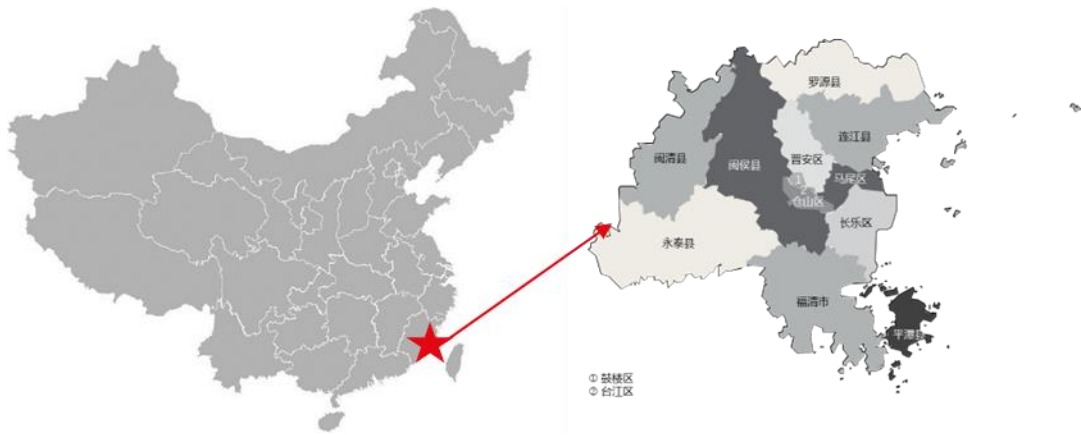 罗源县
连江县
闽清县
闽侯县
晋安区
①
马尾区
仓山区
长乐区
永泰县
福清市
平潭县
① 鼓楼区
② 台江区